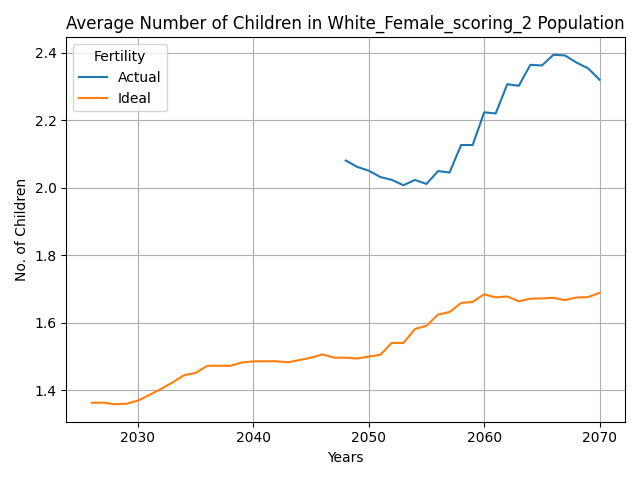 Average Number of Children in White_Female_scoring_2 Population
Fertility
Actual
Ideal
No. of Children
2.4
2.2
2.0
1.8
1.6
1.4
2030
2040
2050
2060
2070
Years